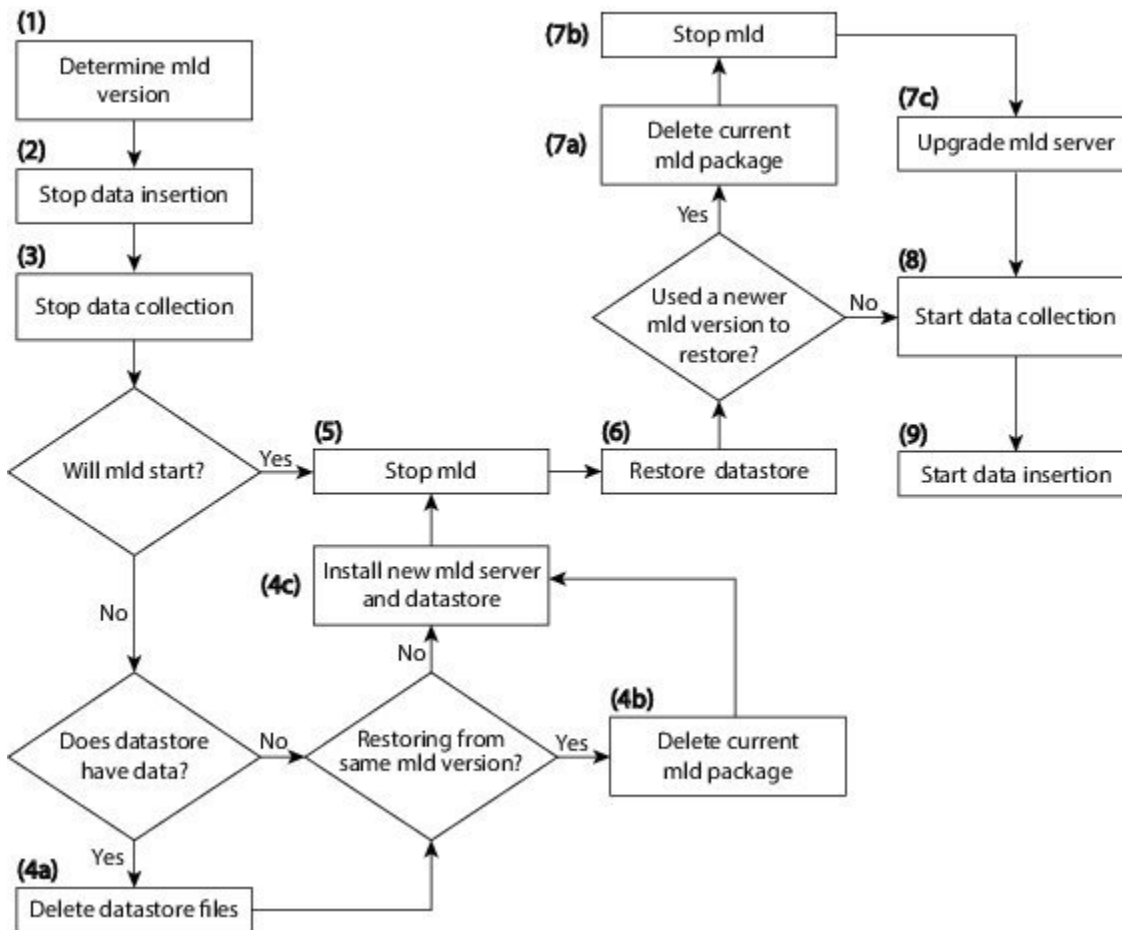 (1)
Determine mld
version
(2)
Stop data insertion
(3)
Stop data collection
Will mld start?
Yes
No
Does datastore
have data?
No
Yes
(4a)
Delete datastore files
Restoring from
same mld version?
No
Yes
(4b)
Delete current
mld package
(4c)
Install new mld server
and datastore
(5)
Stop mld
(6)
Restore datastore
Used a newer
mld version to
restore?
Yes
No
(7a)
Delete current
mld package
(7b)
Stop mld
(7c)
Upgrade mld server
(8)
Start data collection
(9)
Start data insertion